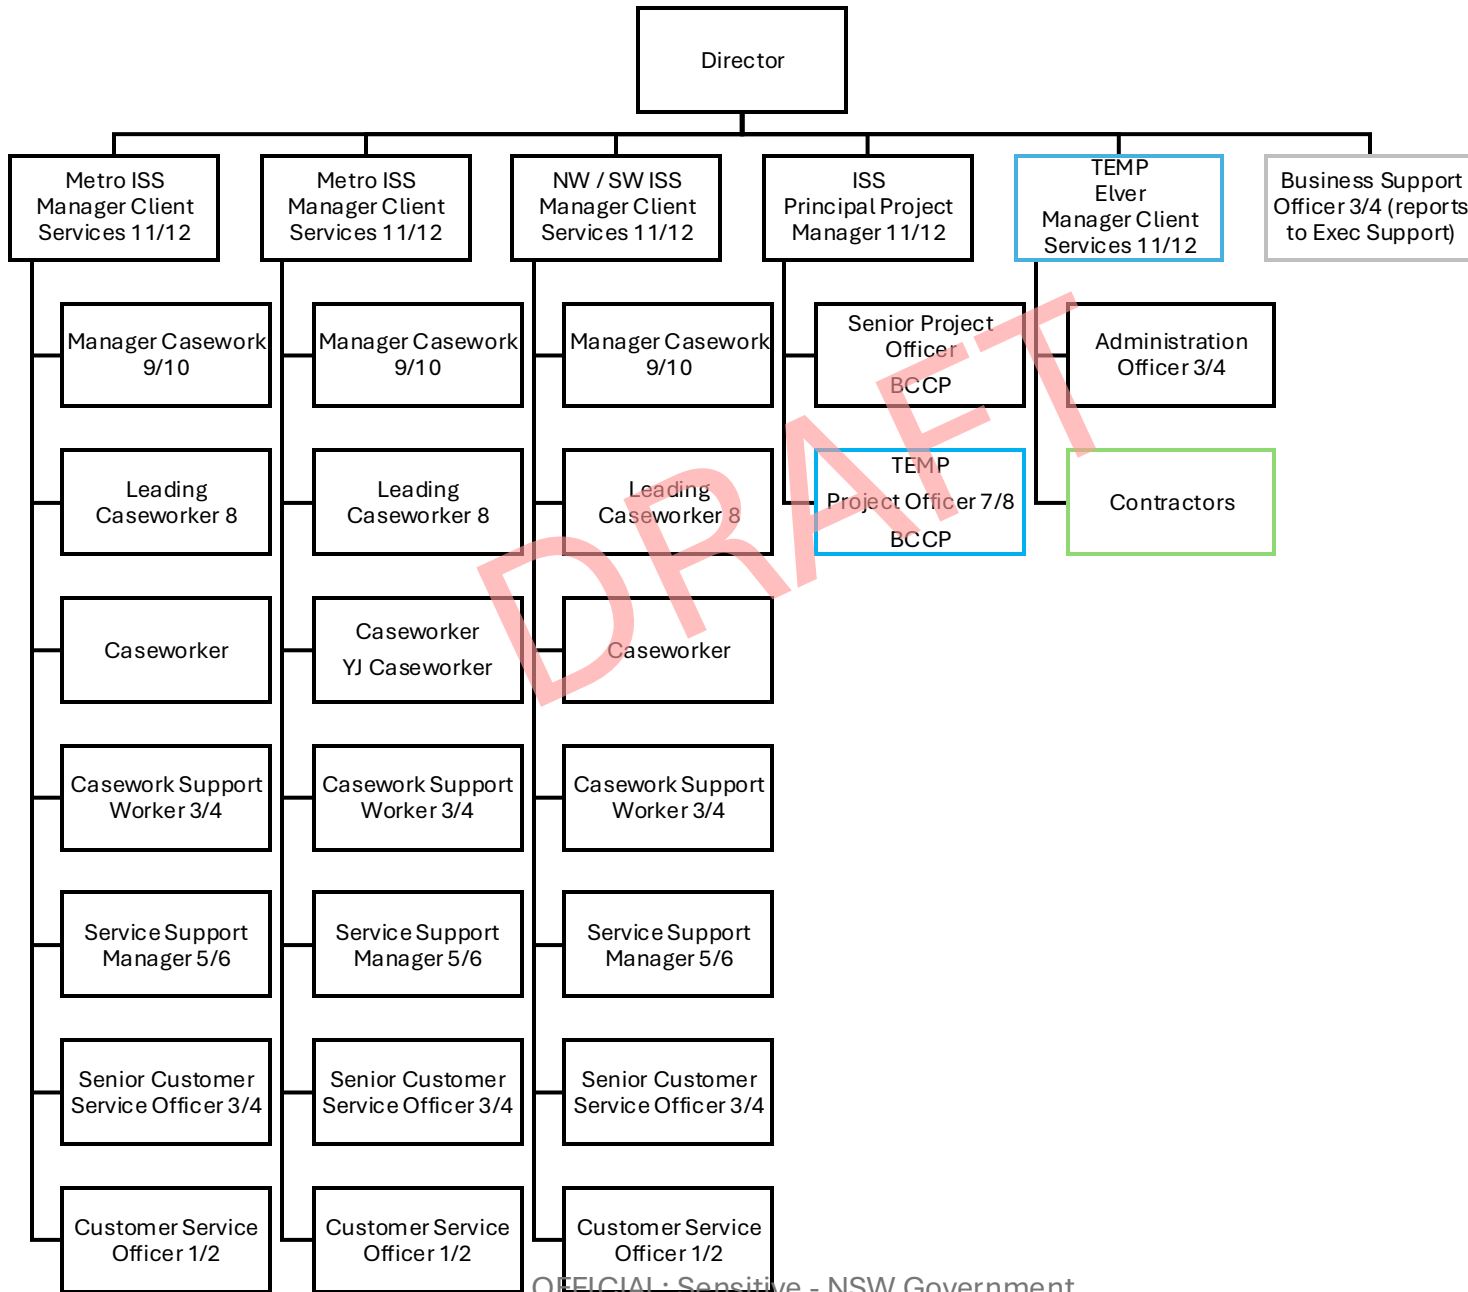 Director
Metro ISS
Manager Client
Services 11/12
Metro ISS
Manager Client
Services 11/12
NW / SW ISS
Manager Client
Services 11/12
ISS
Principal Project
Manager 11/12
TEMP
Elver
Manager Client
Services 11/12
Business Support
Officer 3/4 (reports
to Exec Support)
Manager Casework
9/10
Leading
Caseworker 8
Caseworker
Casework Support
Worker 3/4
Service Support
Manager 5/6
Senior Customer
Service Officer 3/4
Customer Service
Officer 1/2
Manager Casework
9/10
Leading
Caseworker 8
Caseworker
YJ Caseworker
Casework Support
Worker 3/4
Service Support
Manager 5/6
Senior Customer
Service Officer 3/4
Customer Service
Officer 1/2
Manager Casework
9/10
Leading
Caseworker 8
Caseworker
Casework Support
Worker 3/4
Service Support
Manager 5/6
Senior Customer
Service Officer 3/4
Customer Service
Officer 1/2
Senior Project
Officer
BCCP
TEMP
Project Officer 7/8
BCCP
Administration
Officer 3/4
Contractors
DRAFT
OFFICIAL: Sensitive - NSW Government